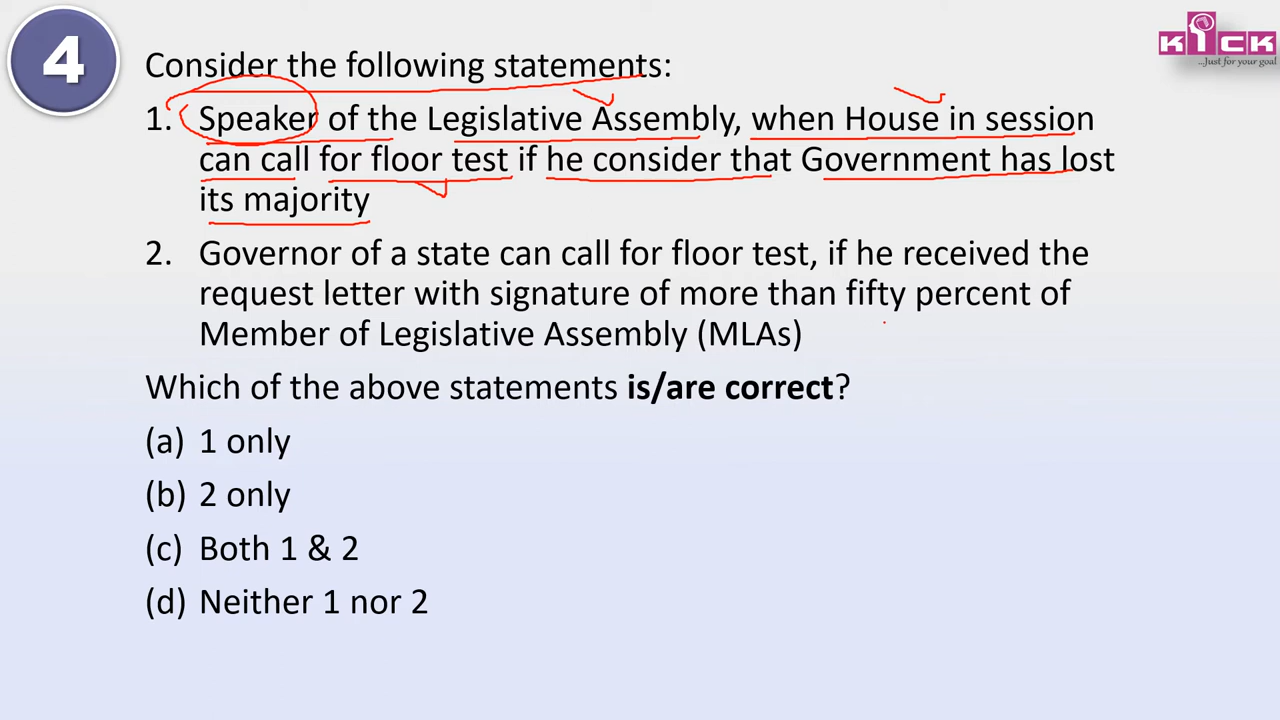 4
KICK
...Just for your goal
Consider the following statements:
1. Speaker of the Legislative Assembly, when House in session
can call for floor test if he consider that Government has lost
its majority
2. Governor of a state can call for floor test, if he received the
request letter with signature of more than fifty percent of
Member of Legislative Assembly (MLAs)
Which of the above statements is/are correct?
(a) 1 only
(b) 2 only
(c) Both 1 & 2
(d) Neither 1 nor 2